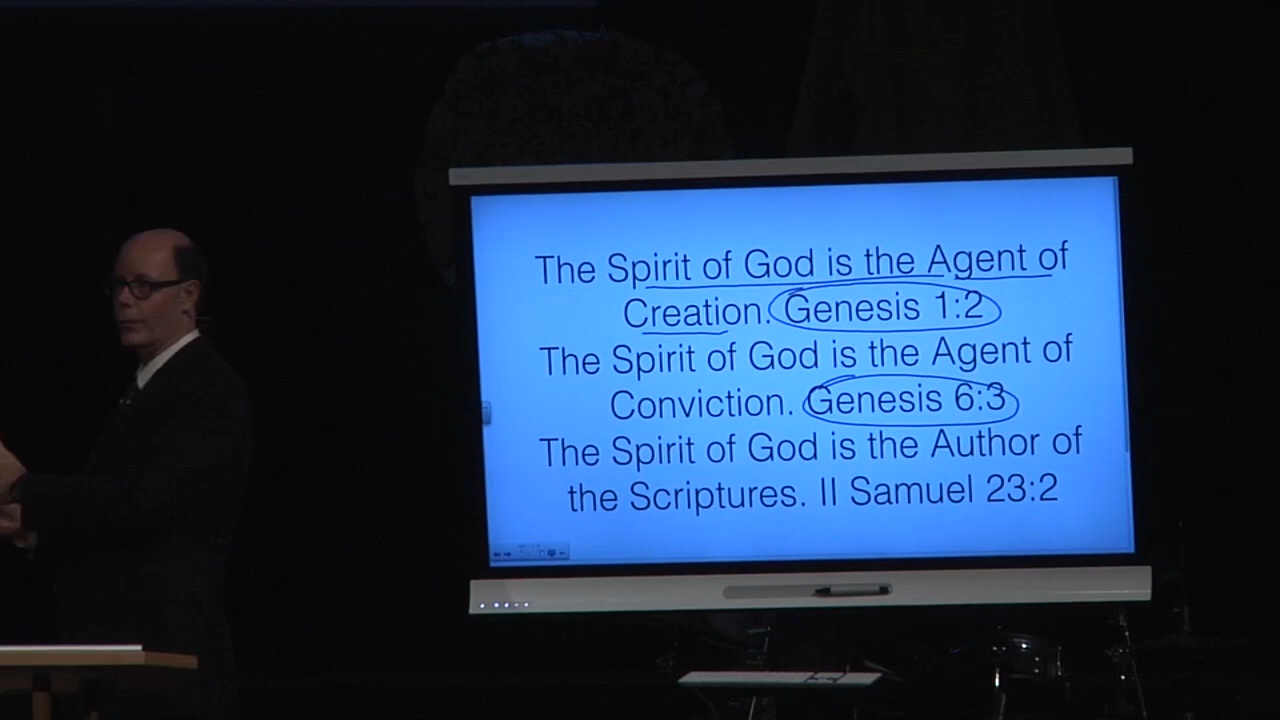 The Spirit of God is the Agent of
Creation. Genesis 1:2
The Spirit of God is the Agent of
Conviction. Genesis 6:3
The Spirit of God is the Author of
the Scriptures. II Samuel 23:2